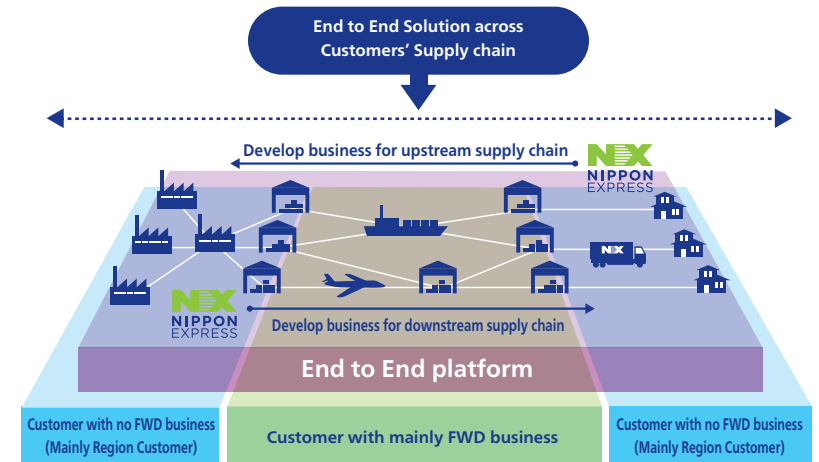 End to End Solution across
Customers’ Supply chain
Develop business for upstream supply chain
NX
NIPPON
EXPRESS
NX
NX
NIPPON
EXPRESS
Develop business for downstream supply chain
End to End platform
Customer with no FWD business
(Mainly Region Customer)
Customer with mainly FWD business
Customer with no FWD business
(Mainly Region Customer)